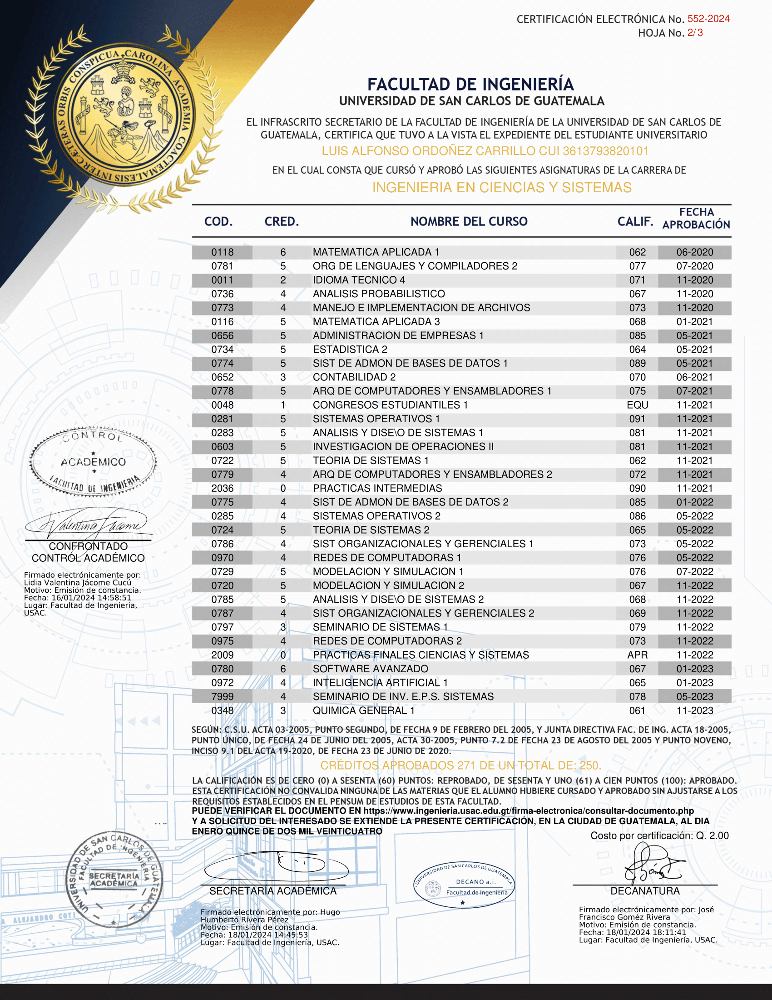 CERTIFICACIÓN ELECTRÓNICA No. 552-2024
HOJA No. 2/3
CONSPICUA CAROLINA ACADEMIA COACTEMALESIS INTER CÆTERAS ORBIS
FACULTAD DE INGENIERÍA
UNIVERSIDAD DE SAN CARLOS DE GUATEMALA
EL INFRASCRITO SECRETARIO DE LA FACULTAD DE INGENIERÍA DE LA UNIVERSIDAD DE SAN CARLOS DE
GUATEMALA, CERTIFICA QUE TUVO A LA VISTA EL EXPEDIENTE DEL ESTUDIANTE UNIVERSITARIO
LUIS ALFONSO ORDOÑEZ CARRILLO CUI 3613793820101
EN EL CUAL CONSTA QUE CURSÓ Y APROBÓ LAS SIGUIENTES ASIGNATURAS DE LA CARRERA DE
INGENIERIA EN CIENCIAS Y SISTEMAS
COD. CRED. NOMBRE DEL CURSO CALIF. FECHA APROBACIÓN
0118 6 MATEMATICA APLICADA 1 062 06-2020
0781 5 ORG DE LENGUAJES Y COMPILADORES 2 077 07-2020
0011 2 IDIOMA TECNICO 4 071 11-2020
0736 4 ANALISIS PROBABILISTICO 067 11-2020
0773 4 MANEJO E IMPLEMENTACION DE ARCHIVOS 073 11-2020
0116 5 MATEMATICA APLICADA 3 068 01-2021
0656 5 ADMINISTRACION DE EMPRESAS 1 085 05-2021
0734 5 ESTADISTICA 2 064 05-2021
0774 5 SIST DE ADMON DE BASES DE DATOS 1 089 05-2021
0652 3 CONTABILIDAD 2 070 06-2021
0778 5 ARQ DE COMPUTADORES Y ENSAMBLADORES 1 075 07-2021
0048 1 CONGRESOS ESTUDIANTILES 1 EQU 11-2021
0281 5 SISTEMAS OPERATIVOS 1 091 11-2021
0283 5 ANALISIS Y DISE\O DE SISTEMAS 1 081 11-2021
0603 5 INVESTIGACION DE OPERACIONES II 081 11-2021
0722 5 TEORIA DE SISTEMAS 1 062 11-2021
0779 4 ARQ DE COMPUTADORES Y ENSAMBLADORES 2 072 11-2021
2036 0 PRACTICAS INTERMEDIAS 090 11-2021
0775 4 SIST DE ADMON DE BASES DE DATOS 2 085 01-2022
0285 4 SISTEMAS OPERATIVOS 2 086 05-2022
0724 5 TEORIA DE SISTEMAS 2 065 05-2022
0786 4 SIST ORGANIZACIONALES Y GERENCIALES 1 073 05-2022
0970 4 REDES DE COMPUTADORAS 1 076 05-2022
0729 5 MODELACION Y SIMULACION 1 076 07-2022
0720 5 MODELACION Y SIMULACION 2 067 11-2022
0785 5 ANALISIS Y DISE\O DE SISTEMAS 2 068 11-2022
0787 4 SIST ORGANIZACIONALES Y GERENCIALES 2 069 11-2022
0797 3 SEMINARIO DE SISTEMAS 1 079 11-2022
0975 4 REDES DE COMPUTADORAS 2 073 11-2022
2009 0 PRACTICAS FINALES CIENCIAS Y SISTEMAS APR 11-2022
0780 6 SOFTWARE AVANZADO 067 01-2023
0972 4 INTELIGENCIA ARTIFICIAL 1 065 01-2023
7999 4 SEMINARIO DE INV. E.P.S. SISTEMAS 078 05-2023
0348 3 QUIMICA GENERAL 1 061 11-2023
CONTROL
ACADEMICO
FACULTAD DE INGENIERIA
Valentina Jácome
CONFRONTADO
CONTROL ACADÉMICO
Firmado electrónicamente por:
Lidia Valentina Jácome Cucú
Motivo: Emisión de constancia.
Fecha: 16/01/2024 14:58:51
Lugar: Facultad de Ingeniería,
USAC.
SEGÚN: C.S.U. ACTA 03-2005, PUNTO SEGUNDO, DE FECHA 9 DE FEBRERO DEL 2005, Y JUNTA DIRECTIVA FAC. DE ING. ACTA 18-2005,
PUNTO ÚNICO, DE FECHA 24 DE JUNIO DEL 2005, ACTA 30-2005, PUNTO 7.2 DE FECHA 23 DE AGOSTO DEL 2005 Y PUNTO NOVENO,
INCISO 9.1 DEL ACTA 19-2020, DE FECHA 23 DE JUNIO DE 2020.
CRÉDITOS APROBADOS 271 DE UN TOTAL DE: 250.
LA CALIFICACIÓN ES DE CERO (0) A SESENTA (60) PUNTOS: REPROBADO, DE SESENTA Y UNO (61) A CIEN PUNTOS (100): APROBADO.
ESTA CERTIFICACIÓN NO CONVALIDA NINGUNA DE LAS MATERIAS QUE EL ALUMNO HUBIERE CURSADO Y APROBADO SIN AJUSTARSE A LOS
REQUISITOS ESTABLECIDOS EN EL PENSUM DE ESTUDIOS DE ESTA FACULTAD.
PUEDE VERIFICAR EL DOCUMENTO EN https://www.ingenieria.usac.edu.gt/firma-electronica/consultar-documento.php
Y A SOLICITUD DEL INTERESADO SE EXTIENDE LA PRESENTE CERTIFICACIÓN, EN LA CIUDAD DE GUATEMALA, AL DIA
ENERO QUINCE DE DOS MIL VEINTICUATRO
Costo por certificación: Q. 2.00
UNIVERSIDAD DE SAN CARLOS DE GUATEMALA
FACULTAD DE INGENIERIA
SECRETARÍA
ACADÉMICA
SECRETARÍA ACADÉMICA
Firmado electrónicamente por: Hugo
Humberto Rivera Pérez
Motivo: Emisión de constancia.
Fecha: 18/01/2024 14:45:53
Lugar: Facultad de Ingeniería, USAC.
UNIVERSIDAD DE SAN CARLOS DE GUATEMALA
DECANO a.i.
Facultad de Ingeniería
DECANATURA
Firmado electrónicamente por: José
Francisco Goméz Rivera
Motivo: Emisión de constancia.
Fecha: 18/01/2024 18:11:41
Lugar: Facultad de Ingeniería, USAC.
A ALEJANDRO COTI